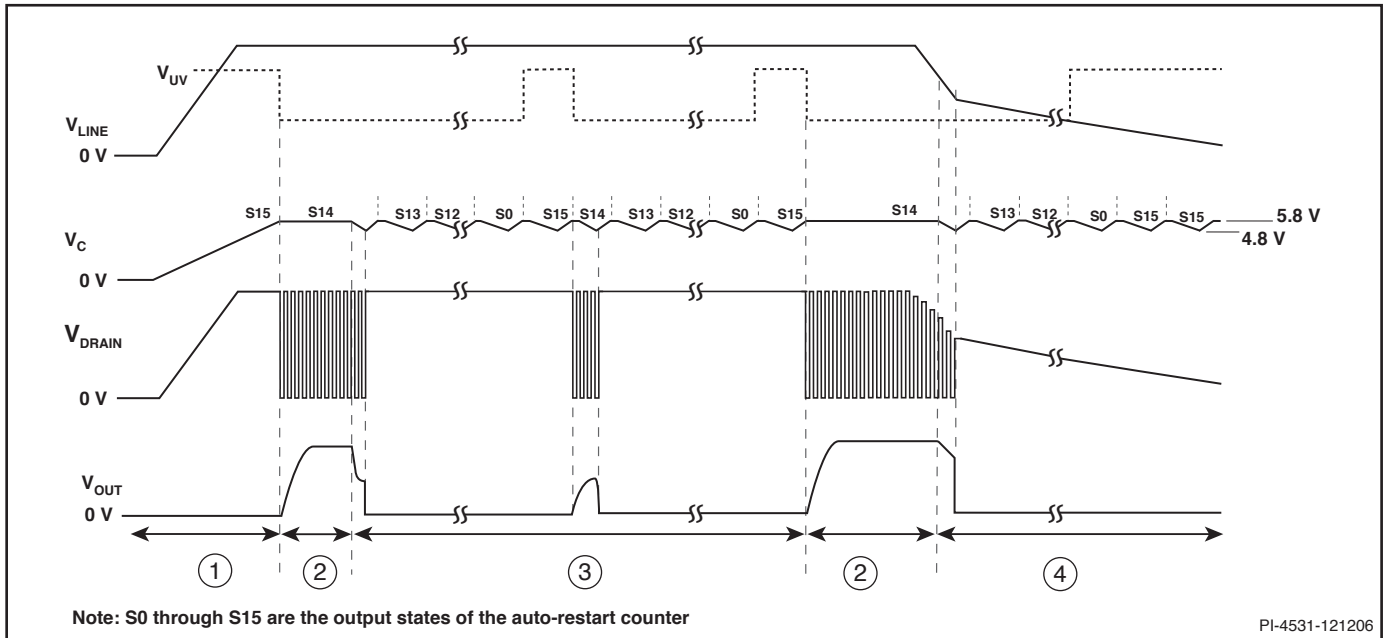 V_UV
V_LINE
0 V
S15 S14 S13 S12 S0 S15 S14 S13 S12 S0 S15 S14 S13 S12 S0 S15 S15 5.8 V
4.8 V
V_C
0 V
V_DRAIN
0 V
V_OUT
0 V
1 2 3 2 4
Note: S0 through S15 are the output states of the auto-restart counter
PI-4531-121206